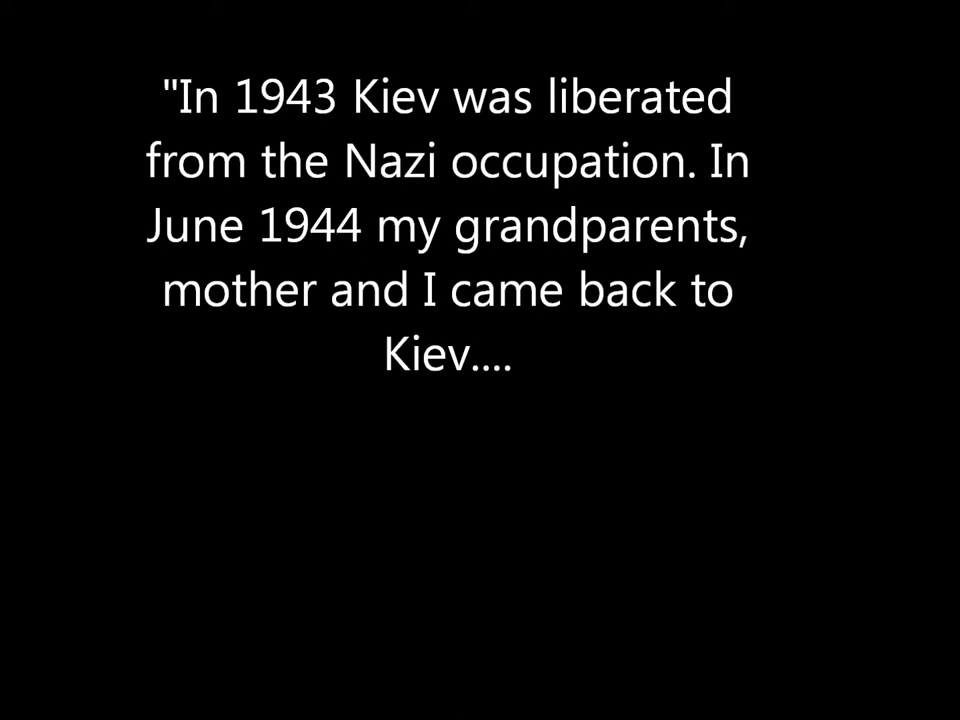 "In 1943 Kiev was liberated
from the Nazi occupation. In
June 1944 my grandparents,
mother and I came back to
Kiev....